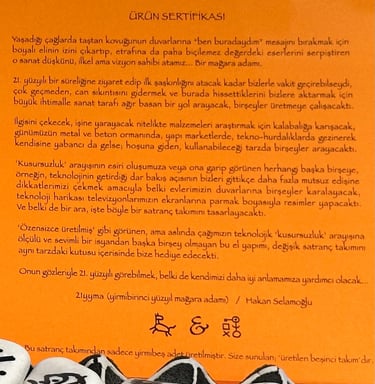 ÜRÜN SERTİFİKASI
Yaşadığı çağlarda taştan kovuğunun duvarlarına "ben buradaydım" mesajını bırakmak için
boyalı elinin izini çıkartıp, etrafına da paha biçilemez değerdeki eserlerini serpiştiren
o sanat düşkünü, ilkel ama vizyon sahibi atamız... Bir mağara adamı.
21. yüzyıl bir süreliğine ziyaret edip ilk şaşkınlığını atacak kadar bizlerle vakit geçirebilseydi,
çok geçmeden, can sıkıntısını gidermek ve burada hissettiklerini bizlere aktarmak için
büyük ihtimalle sanat tarafı ağır basan bir yol arayacak, birşeyler üretmeye çalışacaktı.
İlgisini çekecek, işine yarayacak nitelikte malzemeleri araştırmak için kalabalığa karışacak,
günümüzün metal ve beton ormanında, yapı marketlerde, tekno-hurdalıklarda gezinerek
kendisine yabancı da gelse; hoşuna giden, kullanabileceği tarzda birşeyler arayacaktı.
'Kusursuzluk' arayışının esiri oluşumuza veya ona garip görünen herhangi başka birşeye,
örneğin, teknolojinin getirdiği dar bakış açısının bizleri gittikçe daha fazla mutsuz edişine
dikkatlerimizi çekmek amacıyla belki evlerimizin duvarlarına birşeyler karalayacak,
teknoloji harikası televizyonlarımızın ekranlarına parmak boyasıyla resimler yapacaktı.
Ve belki de bir ara, işte böyle bir satranç takımını tasarlayacaktı.
'Özensizce üretilmiş' gibi görünen, ama aslında çağımızın teknolojik 'kusursuzluk' arayışına
ölçülü ve sevimli bir isyandan başka birşey olmayan bu el yapımı, değişik satranç takımını
aynı tarzdaki kutusu içerisinde bize hediye edecekti.
Onun gözleriyle 21. yüzyılı görebilmek, belki de kendimizi daha iyi anlamamıza yardımcı olacak...
21yyma (yirmibirinci yüzyıl mağara adamı) / Hakan Selamoğlu
Bu satranç takımından sadece yirmibeş adet üretilmiştir. Size sunulan; 'üretilen beşinci takım'dır.